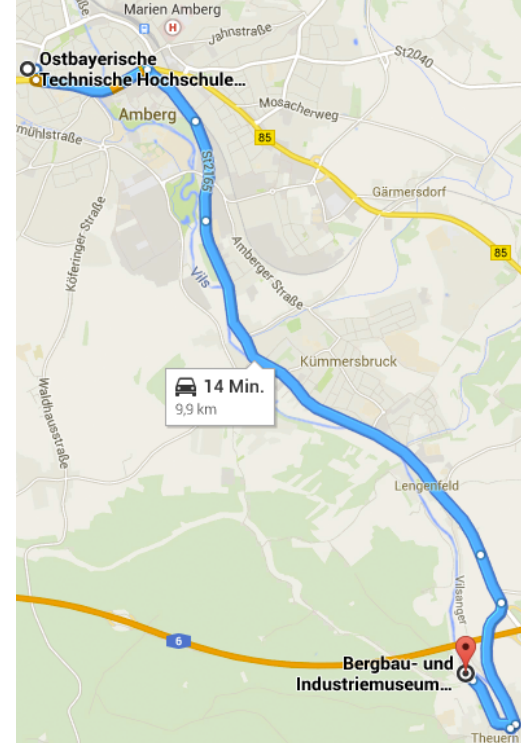 Marien Amberg
H
Jahnstraße
St2040
Ostbayerische
Technische Hochschule...
Mosacherweg
Amberg
85
rmühlstraße
St2165
Gärmersdorf
Köferinger Straße
85
Amberger Straße
Vils
Kümmersbruck
14 Min.
9,9 km
Waldhausstraße
Lengenfeld
Vilsanger
6
Bergbau- und
Industriemuseum...
Theuern